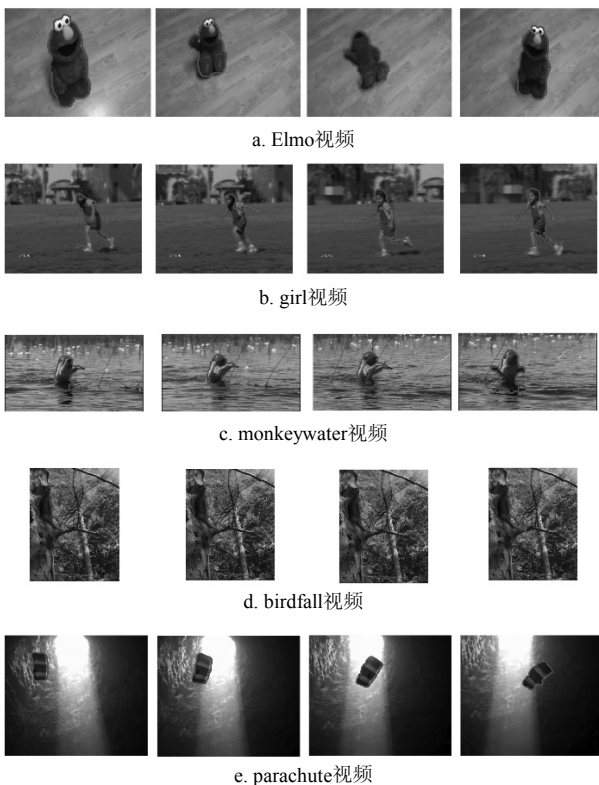 a. Elmo视频
b. girl视频
c. monkeywater视频
d. birdfall视频
e. parachute视频